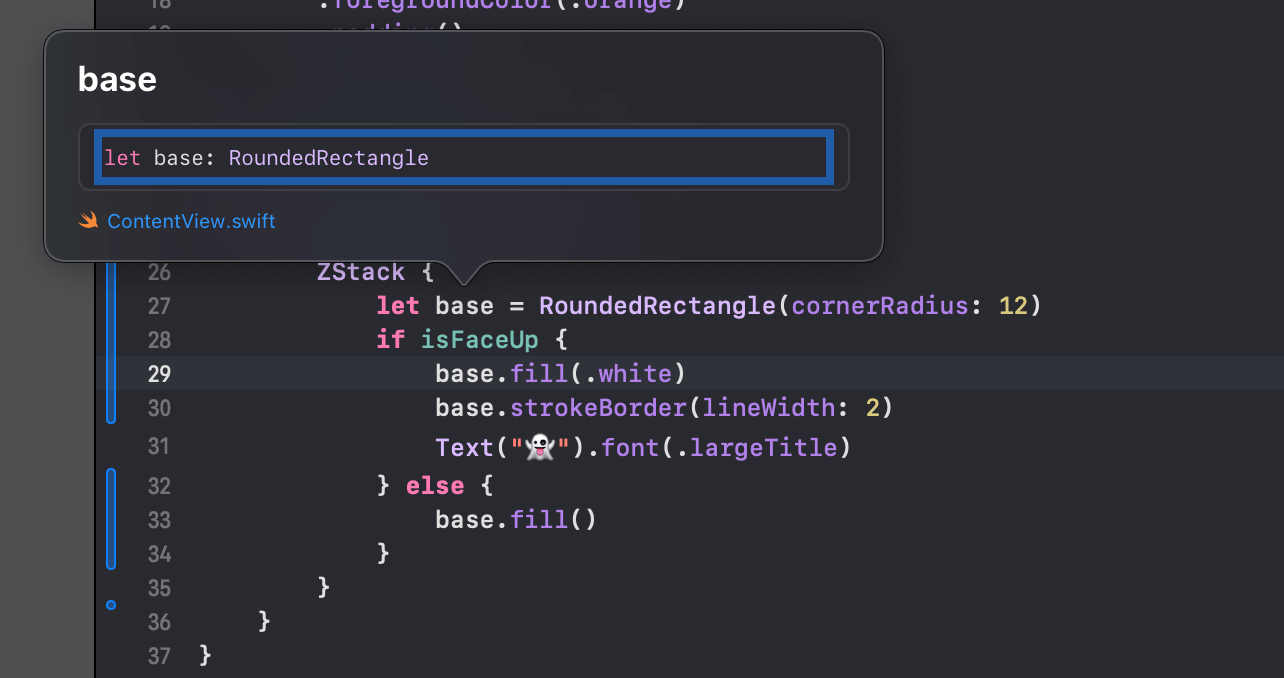 18 .foregroundColor(.orange)
19 .padding()
base
let base: RoundedRectangle
ContentView.swift
26 ZStack {
27 let base = RoundedRectangle(cornerRadius: 12)
28 if isFaceUp {
29 base.fill(.white)
30 base.strokeBorder(lineWidth: 2)
31 Text("👻").font(.largeTitle)
32 } else {
33 base.fill()
34 }
35 }
36 }
37 }